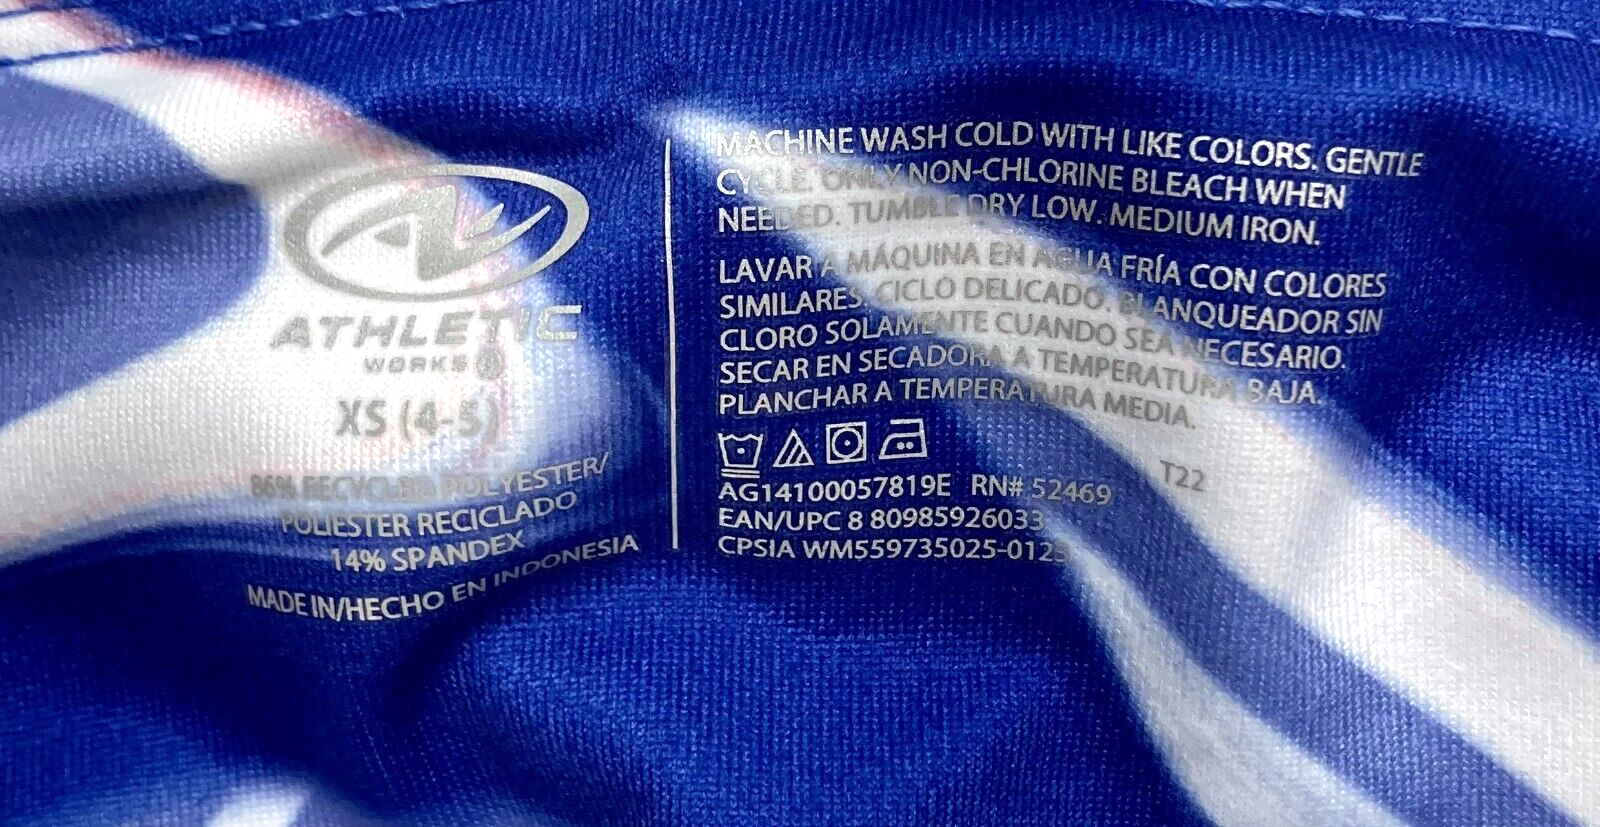 ATHLETIC
WORKS®
XS (4-5)
86% RECYCLED POLYESTER/
POLIESTER RECICLADO
14% SPANDEX
MADE IN/HECHO EN INDONESIA
MACHINE WASH COLD WITH LIKE COLORS. GENTLE
CYCLE. ONLY NON-CHLORINE BLEACH WHEN
NEEDED. TUMBLE DRY LOW. MEDIUM IRON.
LAVAR A MÁQUINA EN AGUA FRÍA CON COLORES
SIMILARES. CICLO DELICADO. BLANQUEADOR SIN
CLORO SOLAMENTE CUANDO SEA NECESARIO.
SECAR EN SECADORA A TEMPERATURA BAJA.
PLANCHAR A TEMPERATURA MEDIA.
T22
AG14100057819E RN# 52469
EAN/UPC 8 80985926033
CPSIA WM559735025-0123